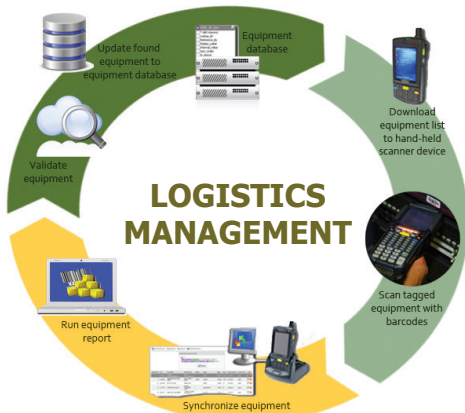 Equipment
database
Download
equipment list
to hand-held
scanner device
Scan tagged
equipment with
barcodes
Synchronize equipment
Run equipment
report
Validate
equipment
Update found
equipment to
equipment database
LOGISTICS
MANAGEMENT